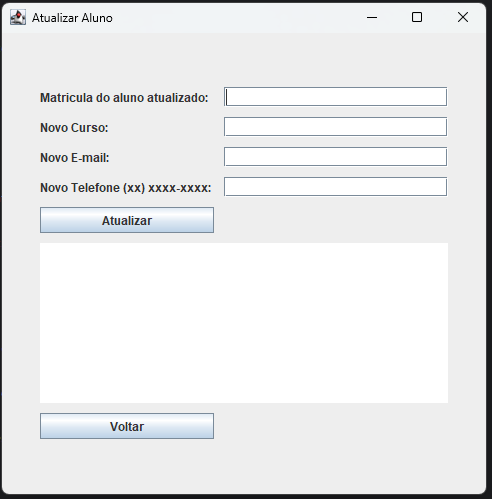 Atualizar Aluno
Matricula do aluno atualizado:
Novo Curso:
Novo E-mail:
Novo Telefone (xx) xxxx-xxxx:
Atualizar
Voltar